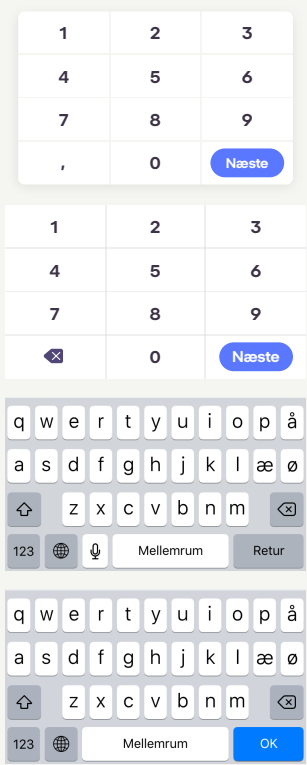 1 2 3
4 5 6
7 8 9
, 0 Næste
1 2 3
4 5 6
7 8 9
0 Næste
q w e r t y u i o p å
a s d f g h j k l æ ø
z x c v b n m
123 Mellemrum Retur
q w e r t y u i o p å
a s d f g h j k l æ ø
z x c v b n m
123 Mellemrum OK